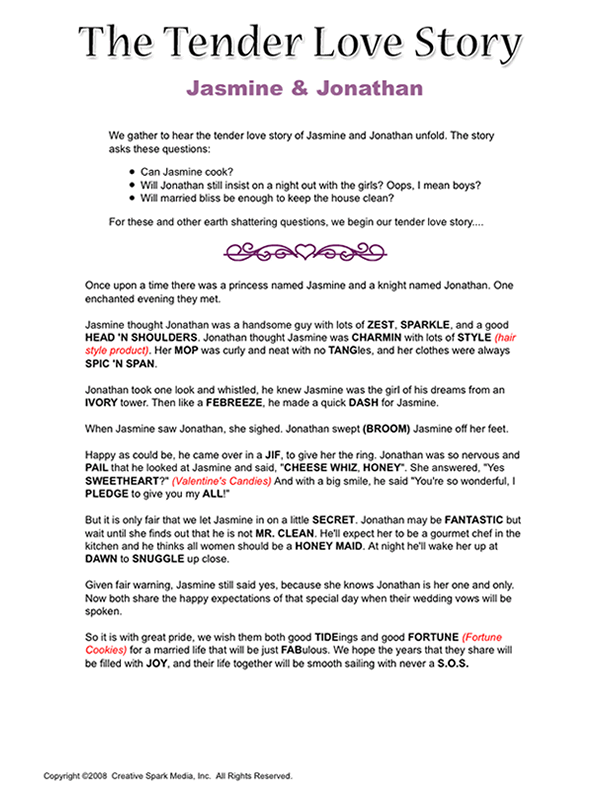 The Tender Love Story
Jasmine & Jonathan
We gather to hear the tender love story of Jasmine and Jonathan unfold. The story
asks these questions:
• Can Jasmine cook?
• Will Jonathan still insist on a night out with the girls? Oops, I mean boys?
• Will married bliss be enough to keep the house clean?
For these and other earth shattering questions, we begin our tender love story....
Once upon a time there was a princess named Jasmine and a knight named Jonathan. One
enchanted evening they met.
Jasmine thought Jonathan was a handsome guy with lots of ZEST, SPARKLE, and a good
HEAD 'N SHOULDERS. Jonathan thought Jasmine was CHARMIN with lots of STYLE (hair
style product). Her MOP was curly and neat with no TANGles, and her clothes were always
SPIC 'N SPAN.
Jonathan took one look and whistled, he knew Jasmine was the girl of his dreams from an
IVORY tower. Then like a FEBREEZE, he made a quick DASH for Jasmine.
When Jasmine saw Jonathan, she sighed. Jonathan swept (BROOM) Jasmine off her feet.
Happy as could be, he came over in a JIF, to give her the ring. Jonathan was so nervous and
PAIL that he looked at Jasmine and said, "CHEESE WHIZ, HONEY". She answered, "Yes
SWEETHEART?" (Valentine's Candies) And with a big smile, he said "You're so wonderful, I
PLEDGE to give you my ALL!"
But it is only fair that we let Jasmine in on a little SECRET. Jonathan may be FANTASTIC but
wait until she finds out that he is not MR. CLEAN. He'll expect her to be a gourmet chef in the
kitchen and he thinks all women should be a HONEY MAID. At night he'll wake her up at
DAWN to SNUGGLE up close.
Given fair warning, Jasmine still said yes, because she knows Jonathan is her one and only.
Now both share the happy expectations of that special day when their wedding vows will be
spoken.
So it is with great pride, we wish them both good TIDEings and good FORTUNE (Fortune
Cookies) for a married life that will be just FABulous. We hope the years that they share will
be filled with JOY, and their life together will be smooth sailing with never a S.O.S.
Copyright ©2008 Creative Spark Media, Inc. All Rights Reserved.